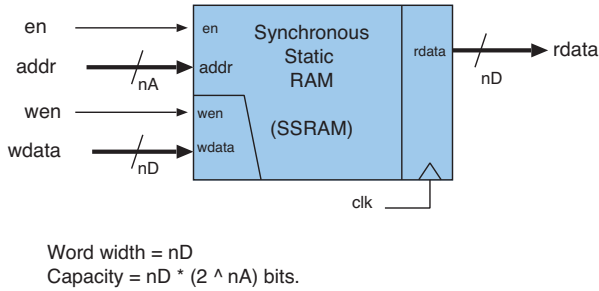 en
addr
nA
wen
wdata
nD
en
addr
wen
wdata
Synchronous
Static
RAM
(SSRAM)
rdata
nD
rdata
clk
Word width = nD
Capacity = nD * (2 ^ nA) bits.